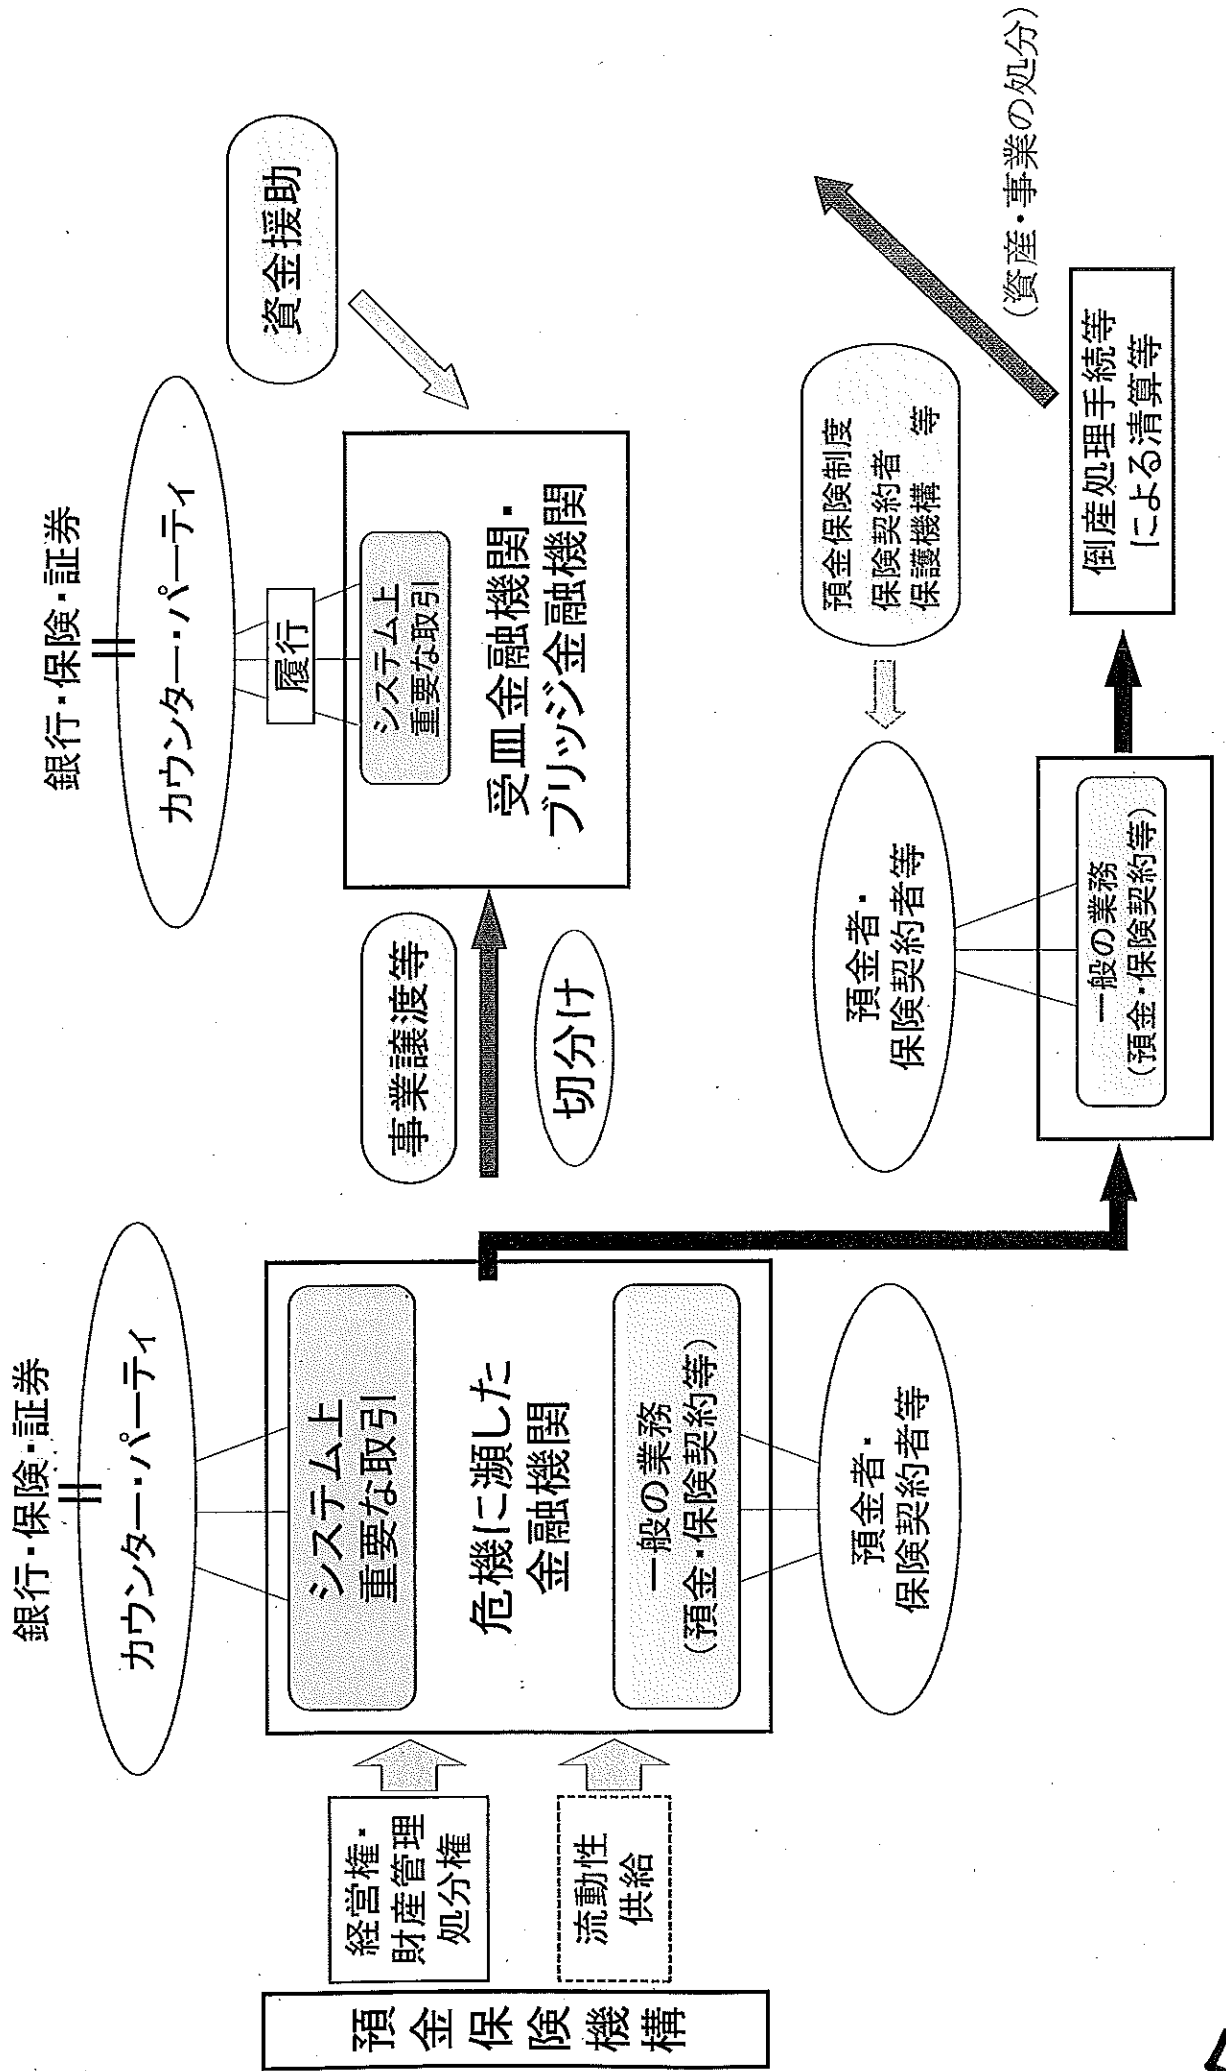 預金保険機構
経営権・
財産管理
処分権
流動性
供給
銀行・保険・証券
カウンター・パーティ
システム上
重要な取引
危機に瀕した
金融機関
一般の業務
(預金・保険契約等)
預金者・
保険契約者等
事業譲渡等
切分け
銀行・保険・証券
カウンター・パーティ
履行
システム上
重要な取引
受皿金融機関・
ブリッジ金融機関
資金援助
預金者・
保険契約者等
一般の業務
(預金・保険契約等)
預金保険制度
保険契約者
保護機構 等
倒産処理手続等
による清算等
(資産・事業の処分)